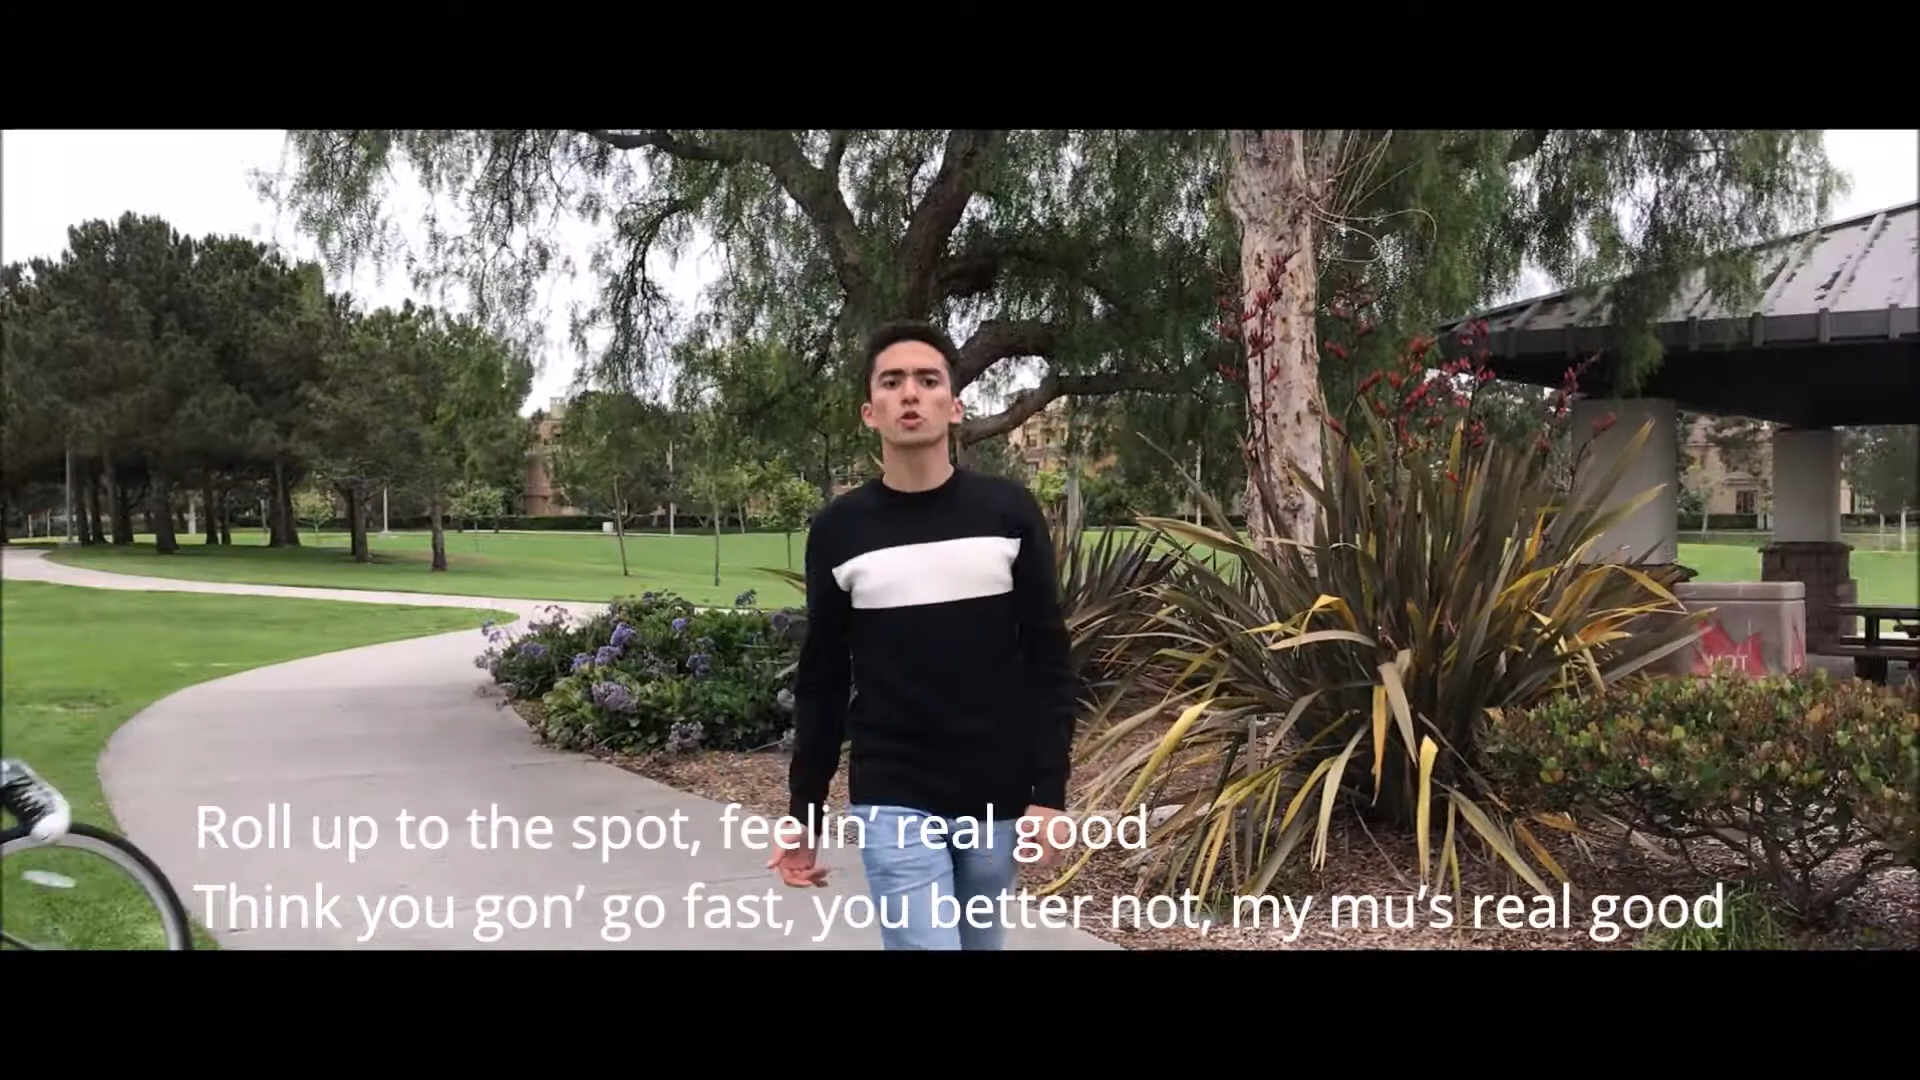 HOT
Roll up to the spot, feelin’ real good
Think you gon’ go fast, you better not, my mu’s real good